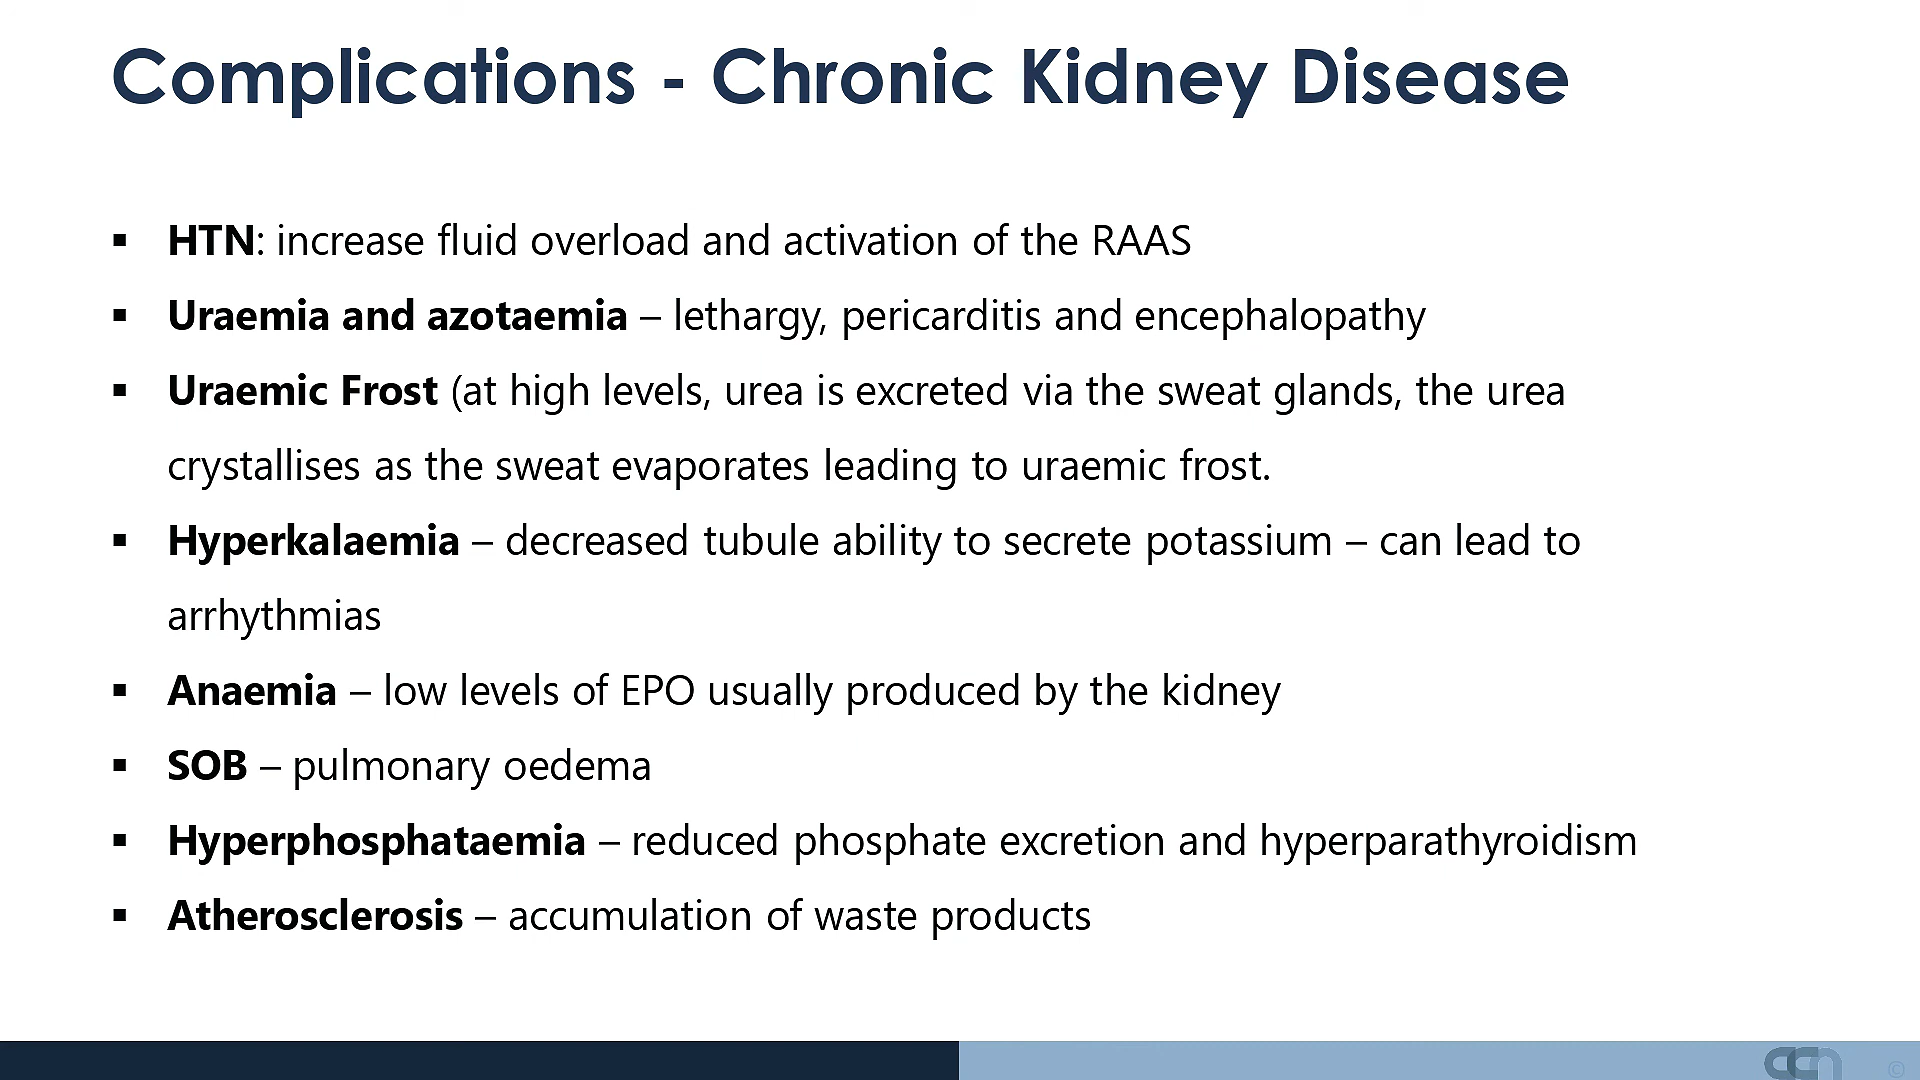 Complications - Chronic Kidney Disease
▪ HTN: increase fluid overload and activation of the RAAS
▪ Uraemia and azotaemia – lethargy, pericarditis and encephalopathy
▪ Uraemic Frost (at high levels, urea is excreted via the sweat glands, the urea
crystallises as the sweat evaporates leading to uraemic frost.
▪ Hyperkalaemia – decreased tubule ability to secrete potassium – can lead to
arrhythmias
▪ Anaemia – low levels of EPO usually produced by the kidney
▪ SOB – pulmonary oedema
▪ Hyperphosphataemia – reduced phosphate excretion and hyperparathyroidism
▪ Atherosclerosis – accumulation of waste products
ccn ©